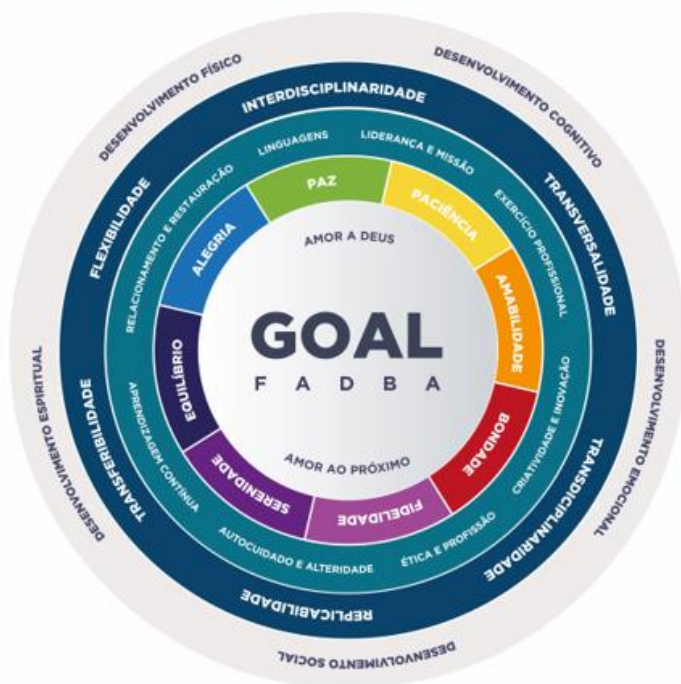 DESENVOLVIMENTO FÍSICO
DESENVOLVIMENTO COGNITIVO
DESENVOLVIMENTO EMOCIONAL
DESENVOLVIMENTO SOCIAL
DESENVOLVIMENTO ESPIRITUAL
INTERDISCIPLINARIDADE
TRANSVERSALIDADE
TRANSDICIPLINARIDADE
REPLICABILIDADE
TRANSFERIBILIDADE
FLEXIBILIDADE
LINGUAGENS
LIDERANÇA E MISSÃO
EXERCÍCIO PROFISSIONAL
CRIATIVIDADE E INOVAÇÃO
ÉTICA E PROFISSÃO
AUTOCUIDADO E ALTERIDADE
APRENDIZAGEM CONTÍNUA
RELACIONAMENTO E RESTAURAÇÃO
PAZ
PACIÊNCIA
AMABILIDADE
BONDADE
FIDELIDADE
SERENIDADE
EQUILÍBRIO
ALEGRIA
AMOR A DEUS
GOAL
FADBA
AMOR AO PRÓXIMO